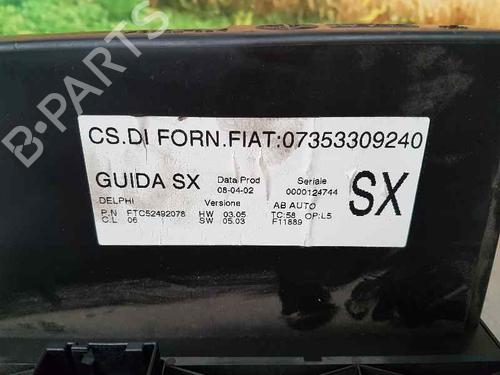 CS.DI FORN.FIAT:07353309240
GUIDA SX
Data Prod
08-04-02
Seriale
0000124744
SX
DELPHI
Versione
AB AUTO
P.N FTC52492078
HW 03.05
TC:58 OP:L5
C.L 06
SW 05.03
F11889
B-PARTS